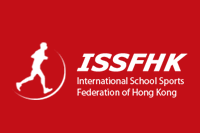 ISSFHK
International School Sports
Federation of Hong Kong